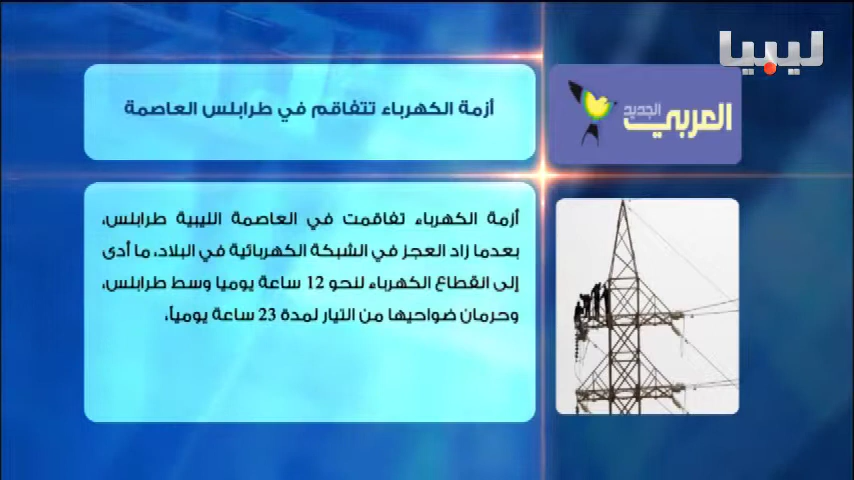 ليبيا
العربي الجديد
أزمة الكهرباء تتفاقم في طرابلس العاصمة
أزمة الكهرباء تفاقمت في العاصمة الليبية طرابلس،
بعدما زاد العجز في الشبكة الكهربائية في البلاد، ما أدى
إلى انقطاع الكهرباء لنحو 12 ساعة يوميا وسط طرابلس،
وحرمان ضواحيها من التيار لمدة 23 ساعة يومياً،